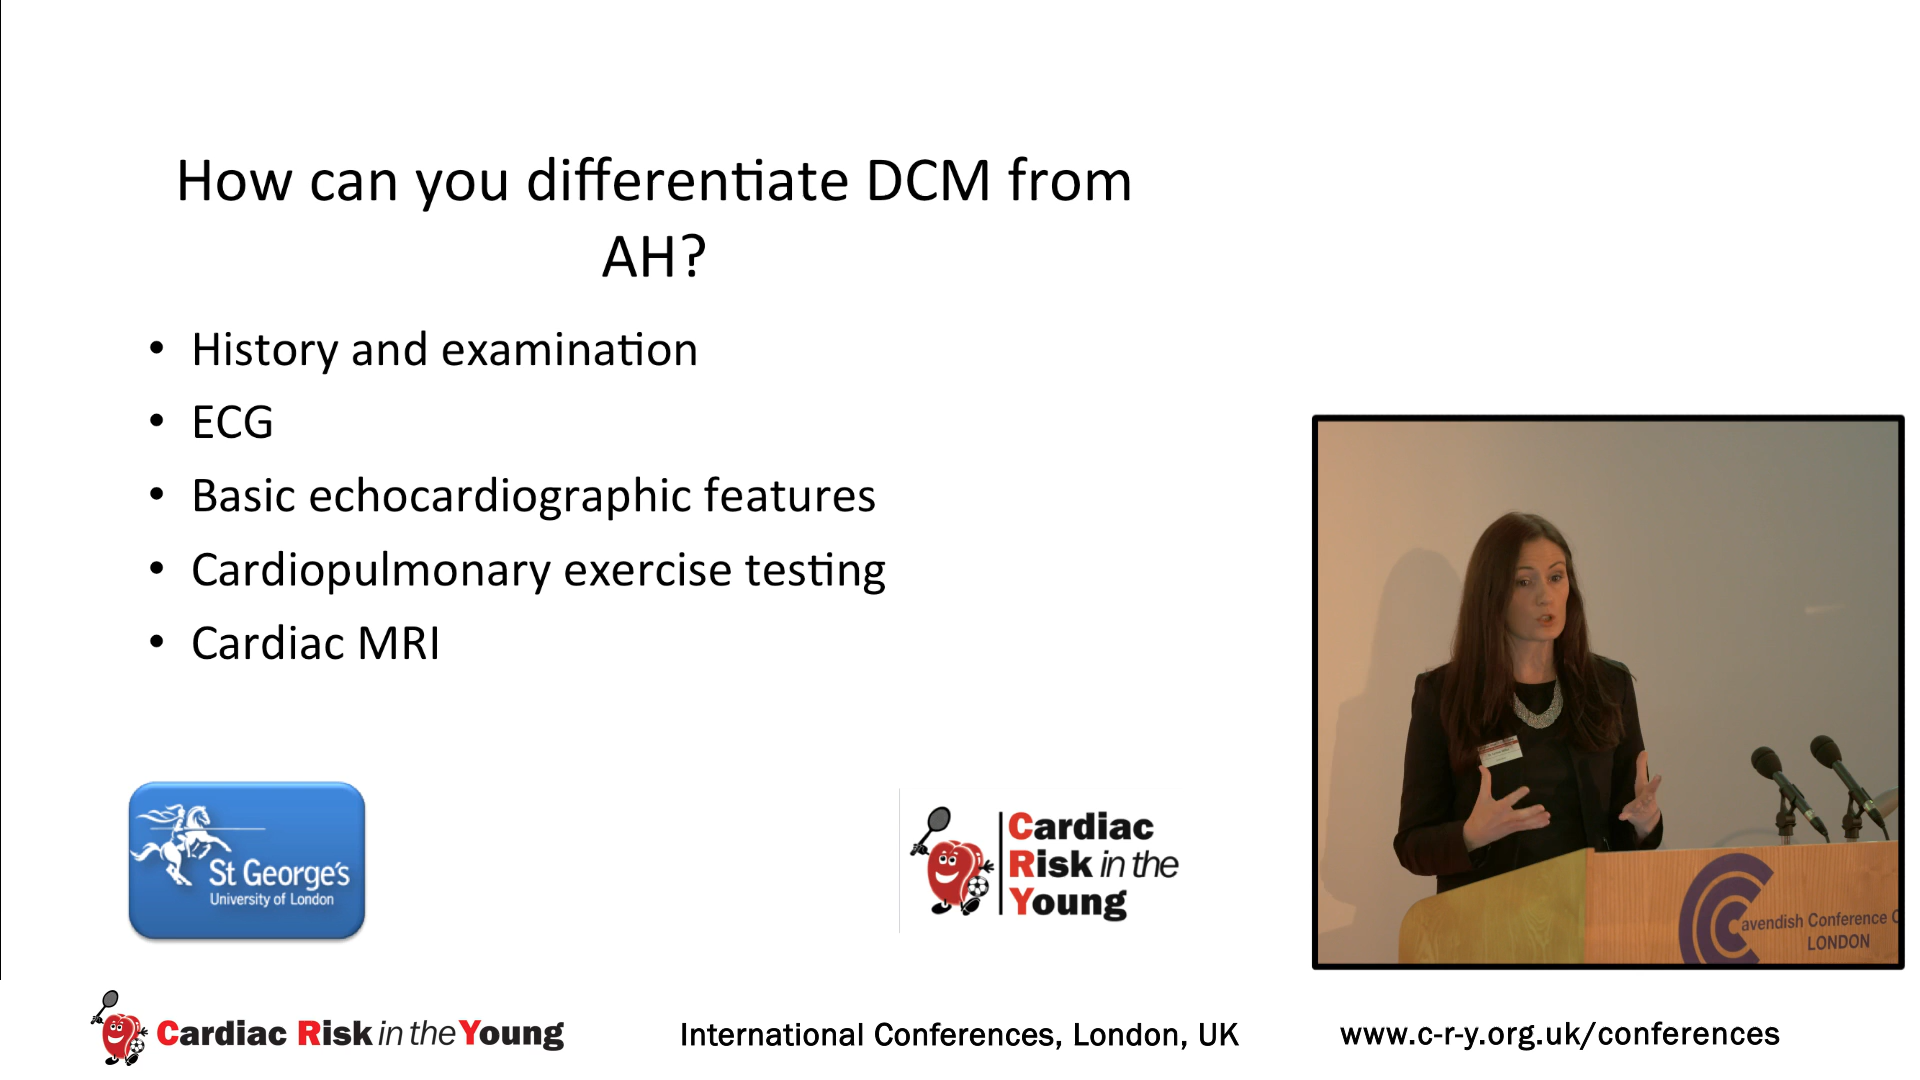 How can you differentiate DCM from
AH?
• History and examination
• ECG
• Basic echocardiographic features
• Cardiopulmonary exercise testing
• Cardiac MRI
St George's
University of London
Cardiac
Risk in the
Young
avendish Conference C
LONDON
Cardiac Risk in the Young
International Conferences, London, UK
www.c-r-y.org.uk/conferences